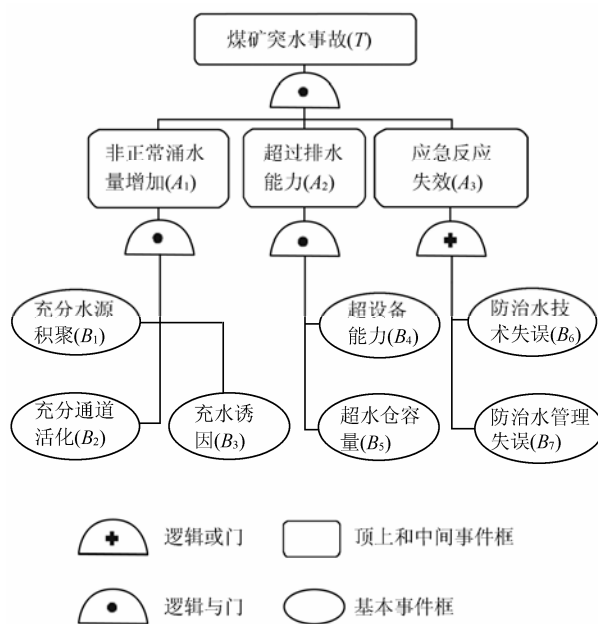 煤矿突水事故(T)
非正常涌水
量增加(A₁)
超过排水
能力(A₂)
应急反应
失效(A₃)
充分水源
积聚(B₁)
超设备
能力(B₄)
防治水技
术失误(B₆)
充分通道
活化(B₂)
充水诱
因(B₃)
超水仓容
量(B₅)
防治水管理
失误(B₇)
逻辑或门
顶上和中间事件框
逻辑与门
基本事件框